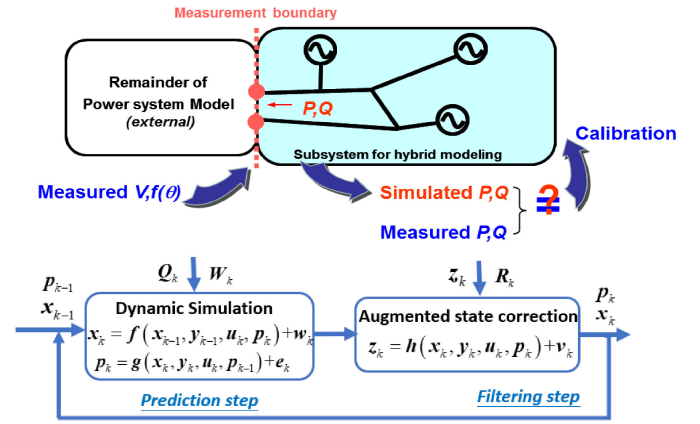 Measurement boundary
Remainder of
Power system Model
(external)
P,Q
Subsystem for hybrid modeling
Calibration
Measured V,f(θ)
Simulated P,Q
Measured P,Q
?
Q_k W_k
z_k R_k
p_{k-1}
x_{k-1}
Dynamic Simulation
x_k = f(x_{k-1}, y_{k-1}, u_k, p_k)+w_k
p_k = g(x_k, y_k, u_k, p_{k-1})+e_k
Augmented state correction
z_k = h(x_k, y_k, u_k, p_k)+v_k
p_k
x_k
Prediction step
Filtering step